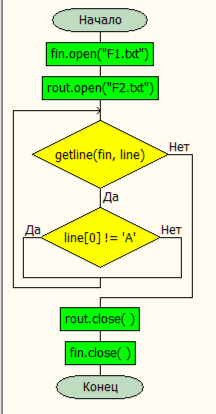 Начало
fin.open("F1.txt")
rout.open("F2.txt")
getline(fin, line)
Нет
Да
Да
line[0] != 'A'
Нет
rout.close( )
fin.close( )
Конец